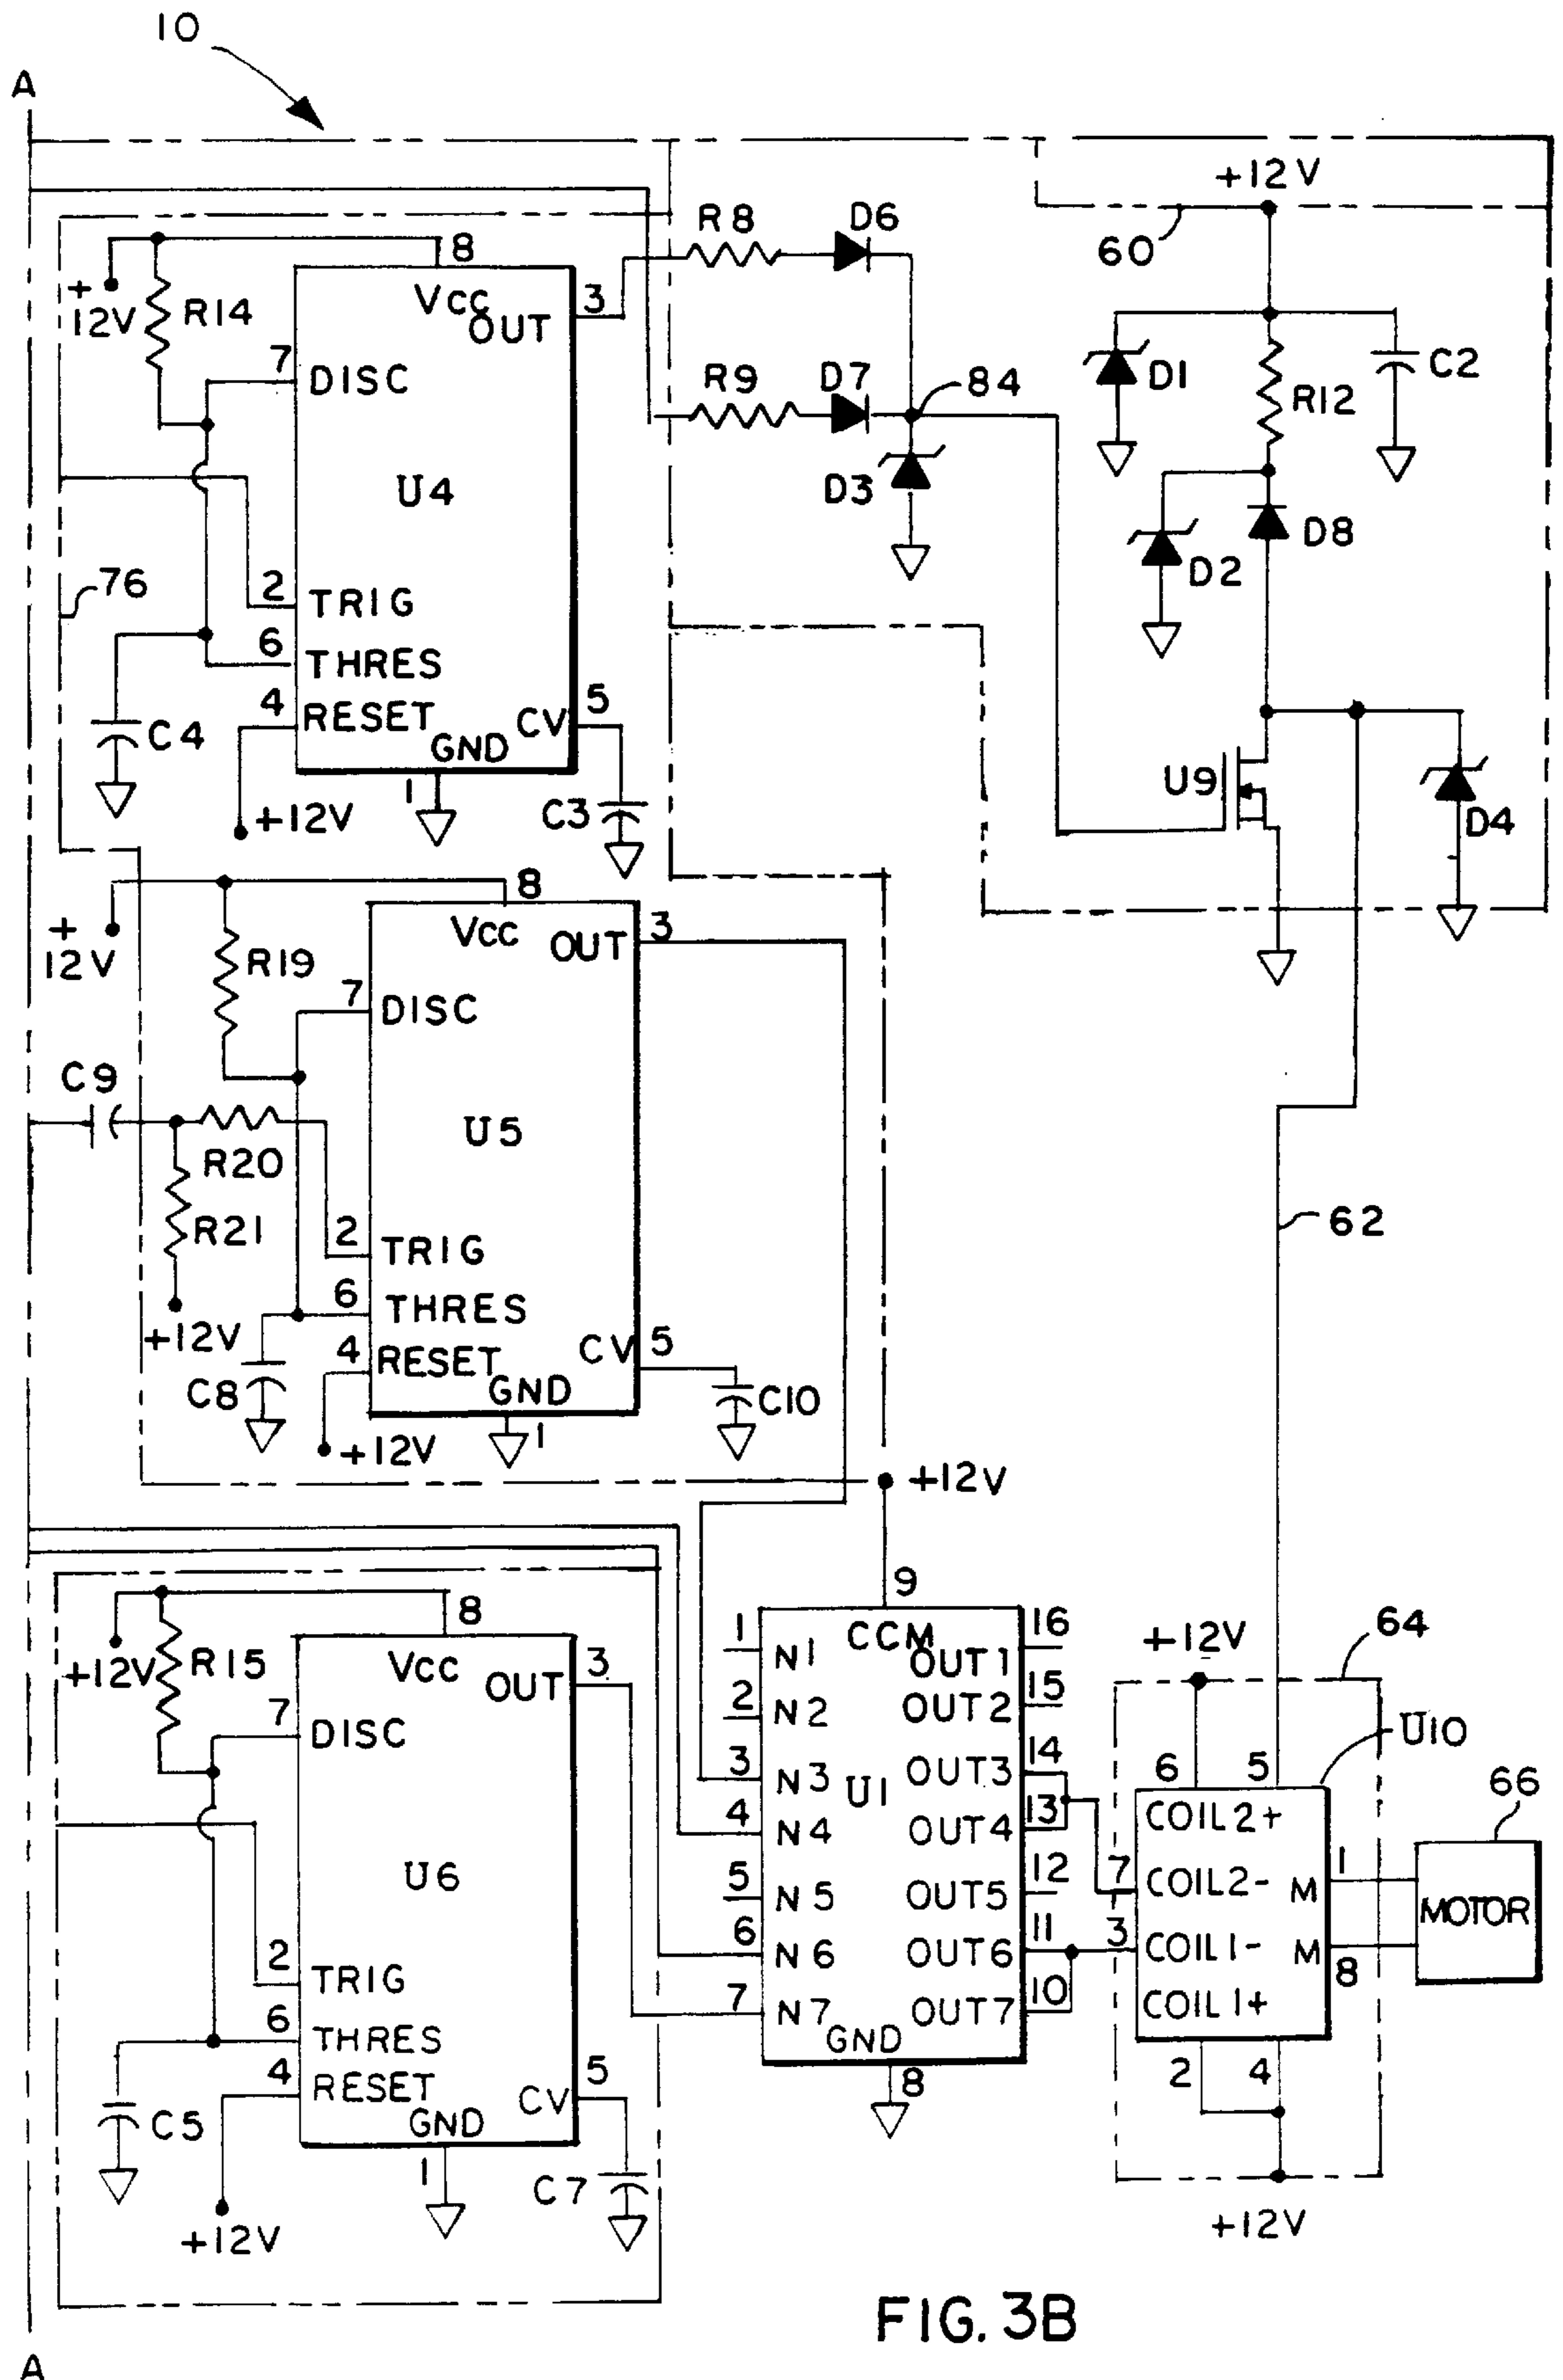 10
A
+12V
60
R8
D6
8
+
12V
R14
VCC
3
OUT
7
DISC
R9
D7
84
D1
R12
C2
U4
D3
D2
D8
76
2
TRIG
6
THRES
4
RESET
CV
5
GND
C4
1
+12V
C3
U9
D4
8
+
12V
VCC
OUT
3
R19
7
DISC
C9
U5
R20
R21
2
TRIG
62
6
THRES
+12V
4
RESET
CV
5
GND
C8
C10
1
+12V
+12V
9
8
+12V
R15
VCC
3
OUT
7
DISC
1
N1
CCM
16
OUT1
2
N2
15
OUT2
3
N3
U1
14
OUT3
4
N4
13
OUT4
5
N5
12
OUT5
6
N6
11
OUT6
7
N7
10
OUT7
GND
8
+12V
64
U10
6
5
66
COIL2+
7
COIL2-
M
1
MOTOR
3
COIL1-
M
8
COIL1+
2
4
+12V
U6
2
TRIG
6
THRES
4
RESET
CV
5
GND
C5
1
C7
+12V
FIG. 3B
A